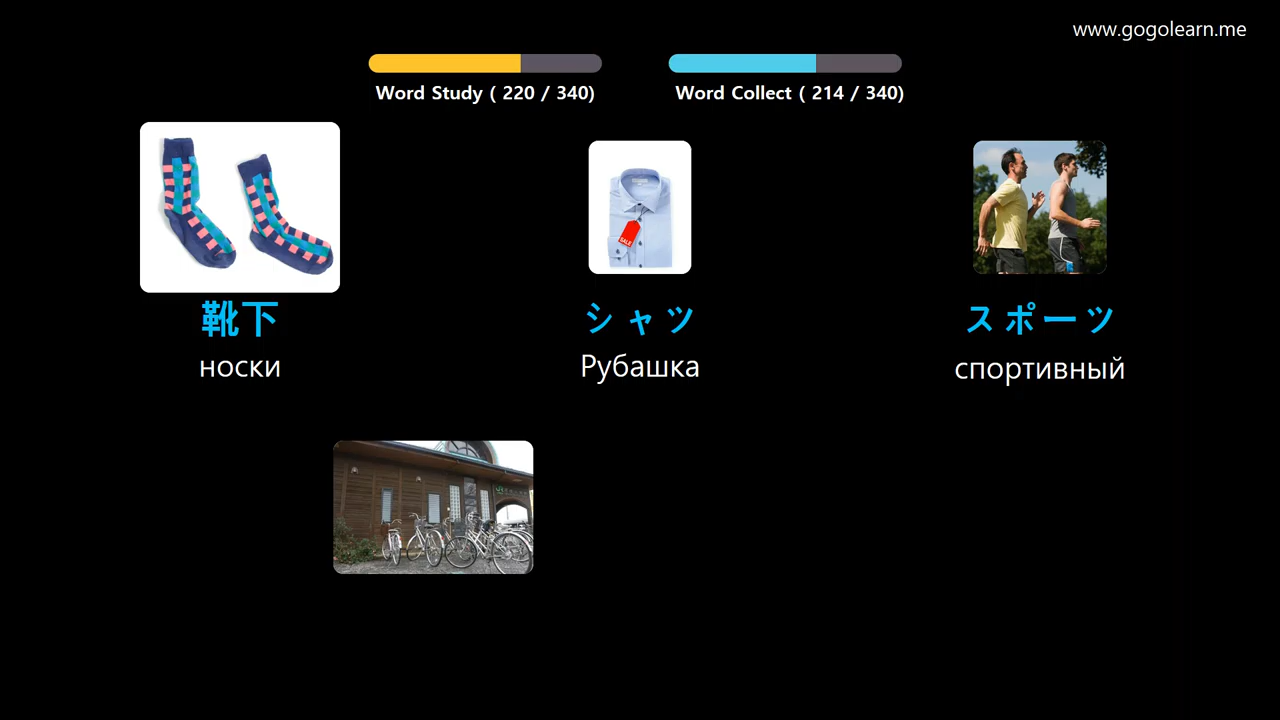 www.gogolearn.me
Word Study ( 220 / 340)
Word Collect ( 214 / 340)
SALE
靴下
シャツ
スポーツ
носки
Рубашка
спортивный